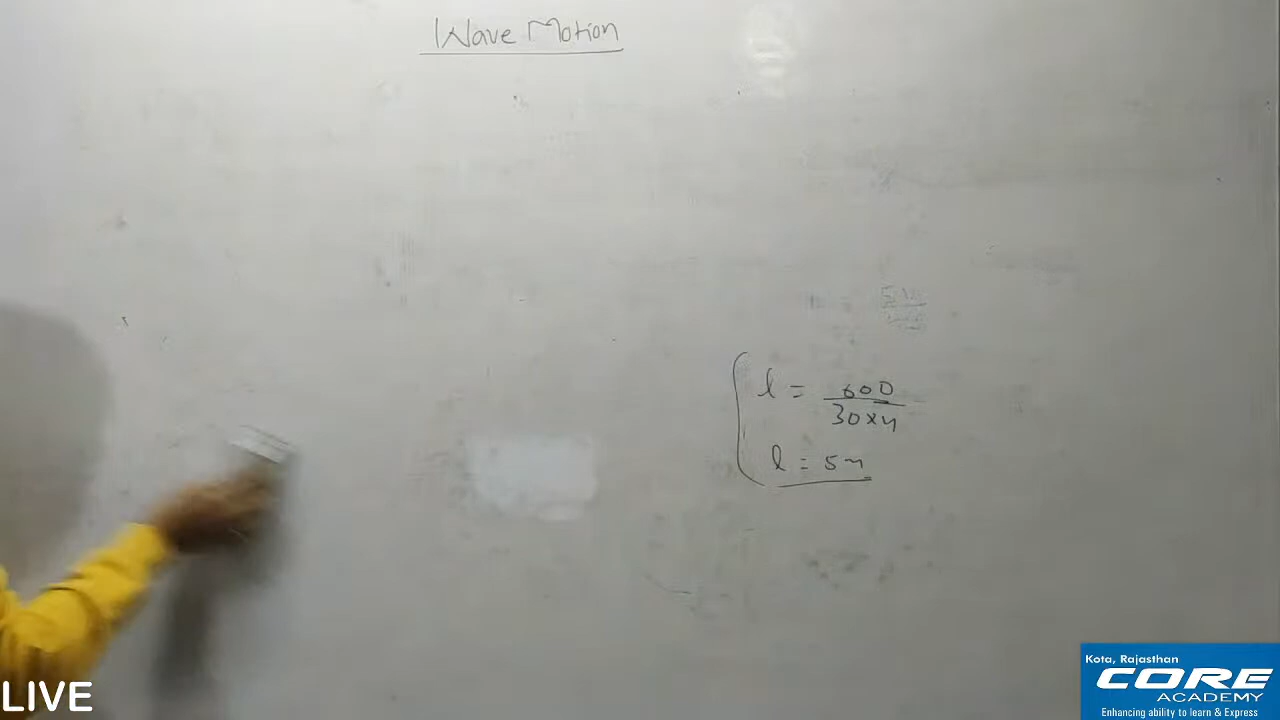 Wave Motion
l = 600
30×4
l = 5m
LIVE
Kota, Rajasthan
CORE
ACADEMY
Enhancing ability to learn & Express